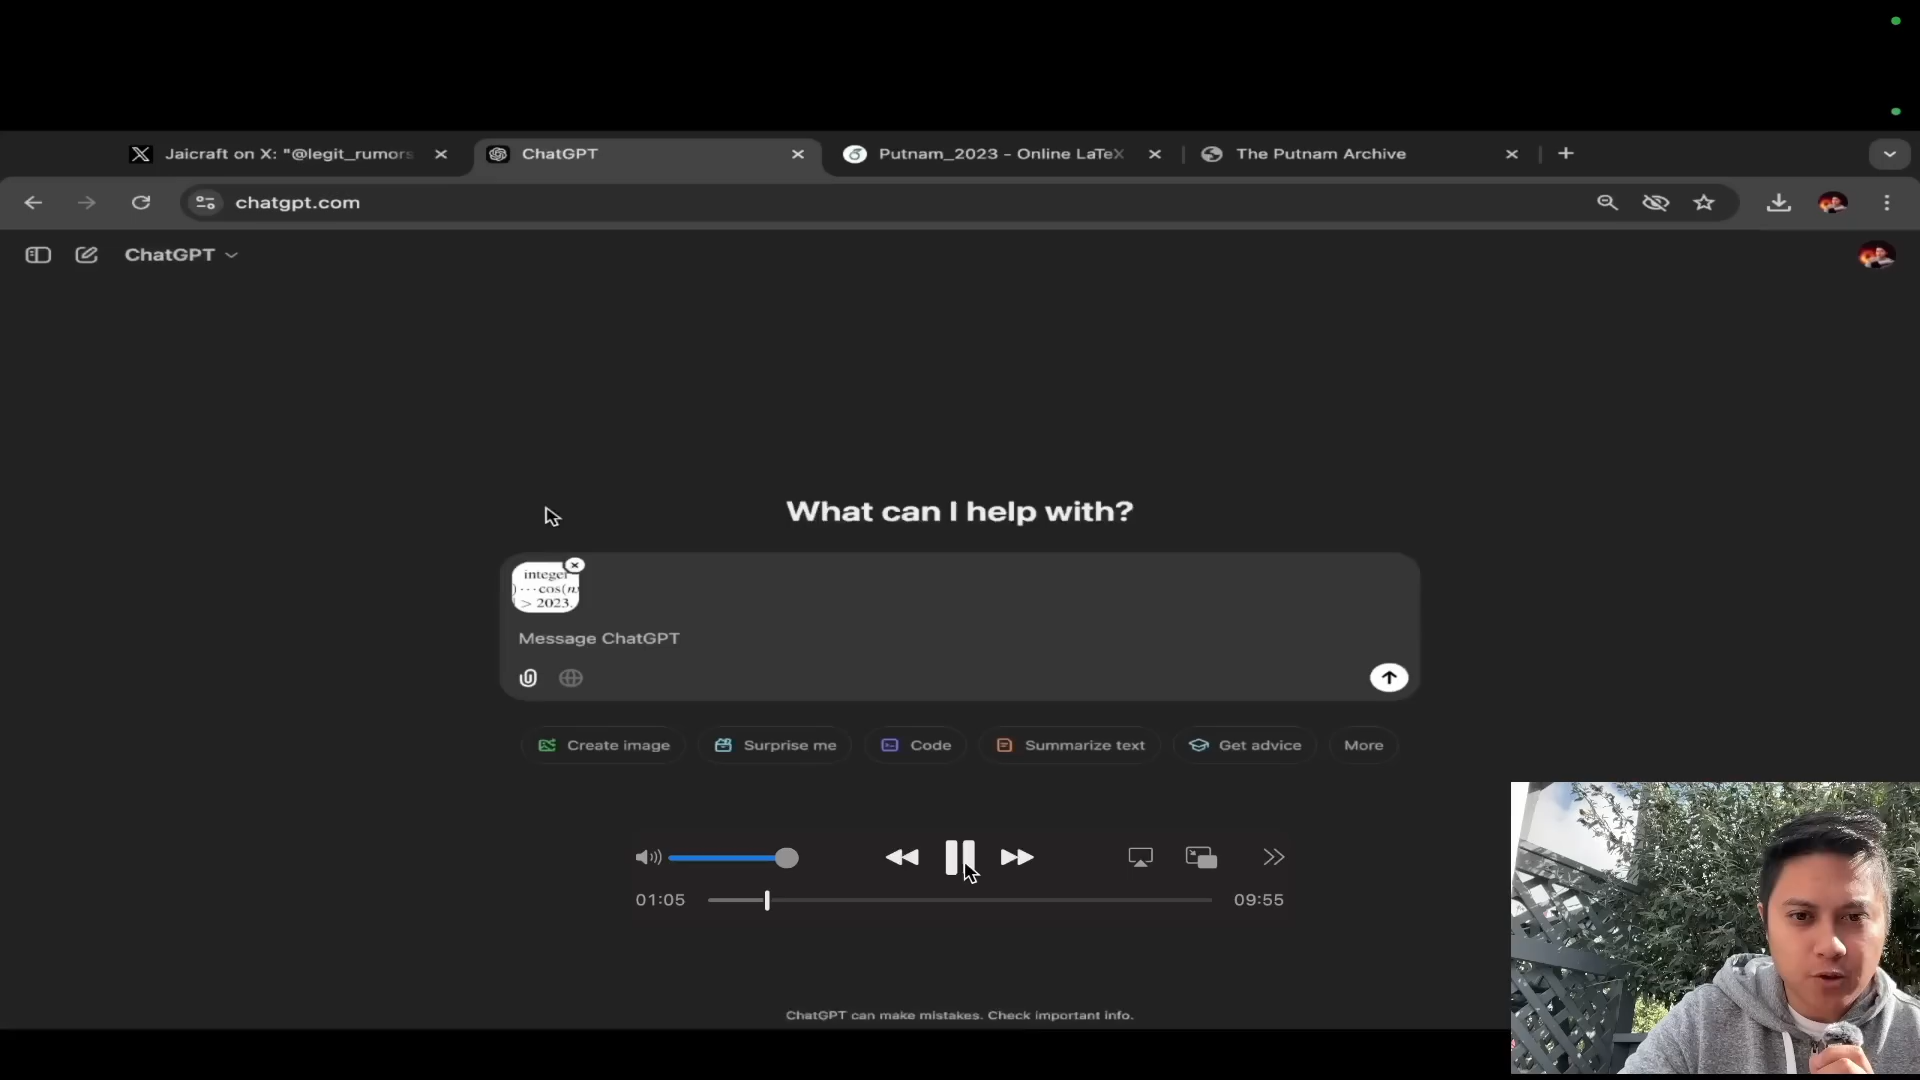 Jaicraft on X: "@legit_rumors
ChatGPT
Putnam_2023 - Online LaTeX
The Putnam Archive
chatgpt.com
ChatGPT
What can I help with?
integer
)···cos(n
> 2023.
Message ChatGPT
Create image
Surprise me
Code
Summarize text
Get advice
More
01:05
09:55
ChatGPT can make mistakes. Check important info.